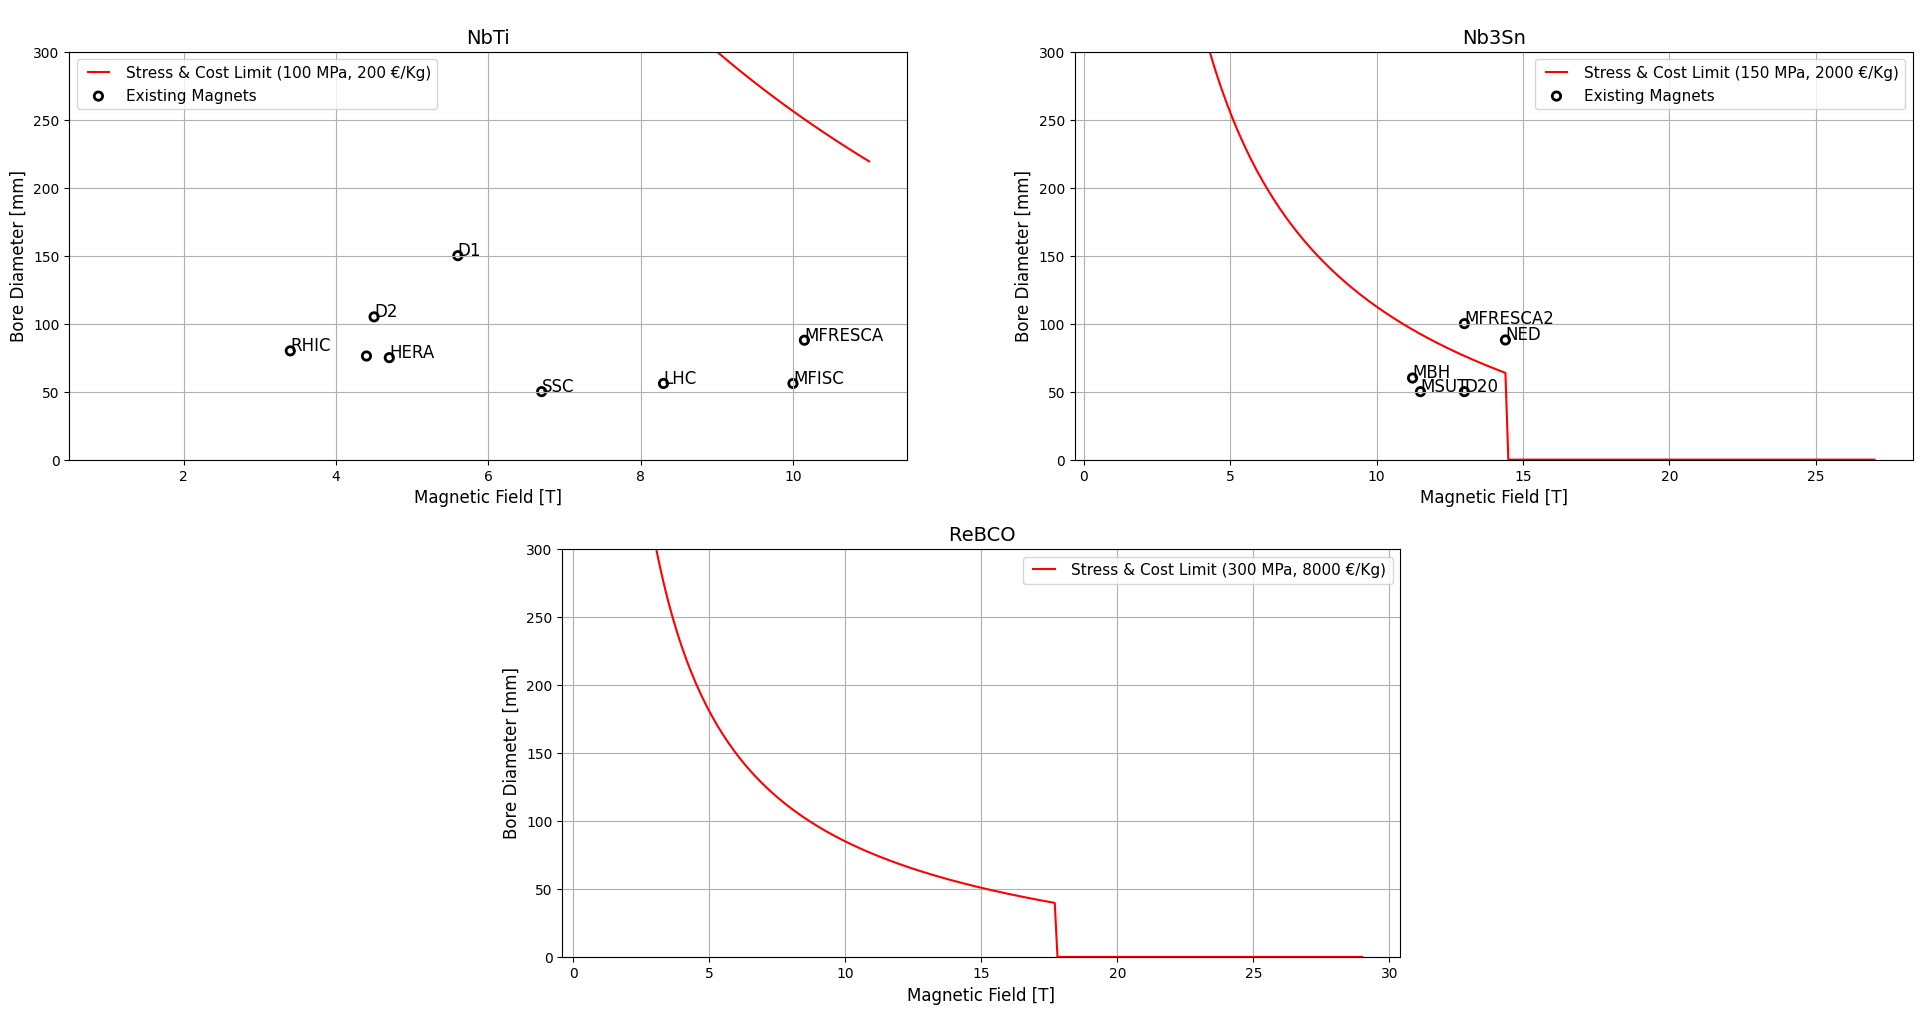 NbTi
Stress & Cost Limit (100 MPa, 200 €/Kg)
Existing Magnets
Bore Diameter [mm]
300
250
200
150
100
50
0
D1
D2
RHIC
HERA
MFRESCA
SSC
LHC
MFISC
2
4
6
8
10
Magnetic Field [T]
Nb3Sn
Stress & Cost Limit (150 MPa, 2000 €/Kg)
Existing Magnets
Bore Diameter [mm]
300
250
200
150
100
50
0
MFRESCA2
NED
MBH
MSUT
D20
0
5
10
15
20
25
Magnetic Field [T]
ReBCO
Stress & Cost Limit (300 MPa, 8000 €/Kg)
Bore Diameter [mm]
300
250
200
150
100
50
0
0
5
10
15
20
25
30
Magnetic Field [T]